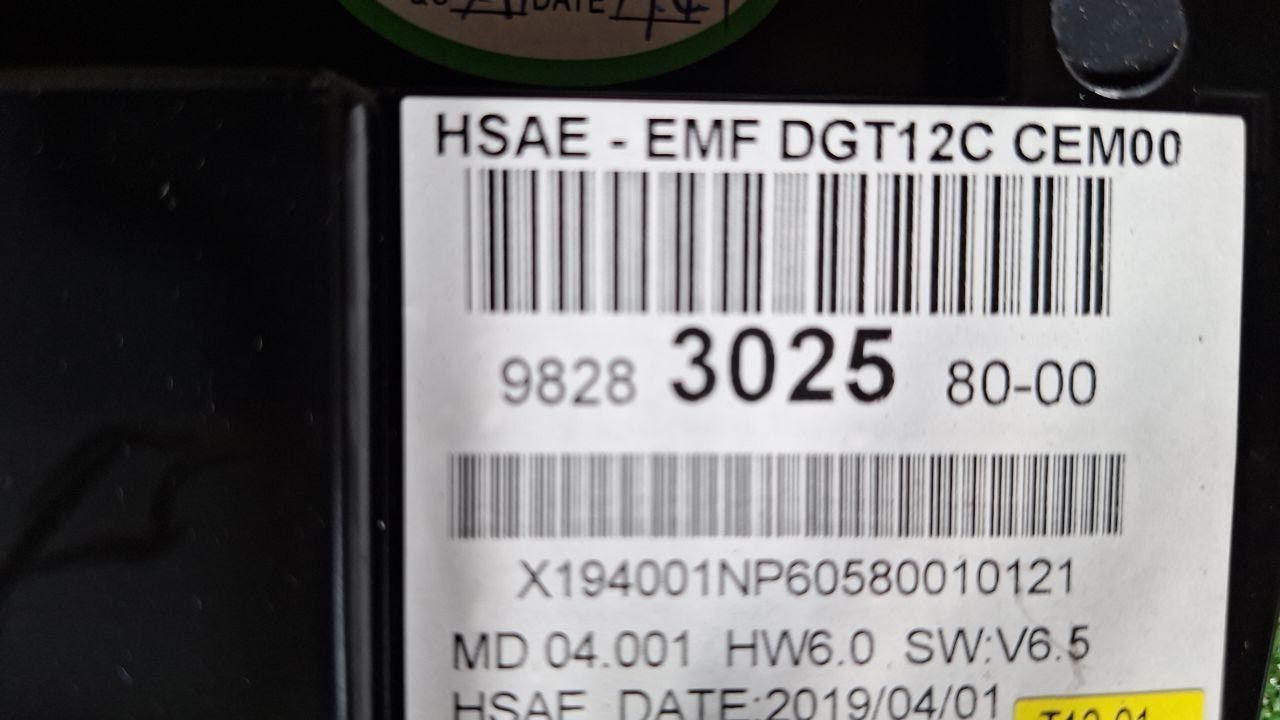 DATE
HSAE - EMF DGT12C CEM00
9828 3025 80-00
X194001NP60580010121
MD 04.001 HW6.0 SW:V6.5
HSAE DATE:2019/04/01